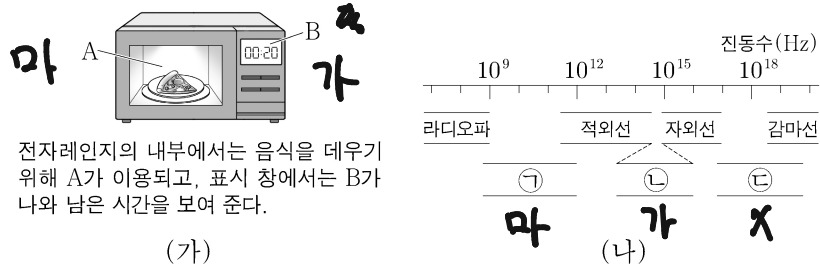 A
B
00:20
마
가
전자레인지의 내부에서는 음식을 데우기
위해 A가 이용되고, 표시 창에서는 B가
나와 남은 시간을 보여 준다.
(가)
진동수(Hz)
10⁹ 10¹² 10¹⁵ 10¹⁸
라디오파 적외선 자외선 감마선
㉠ ㉡ ㉢
마 가 X
(나)